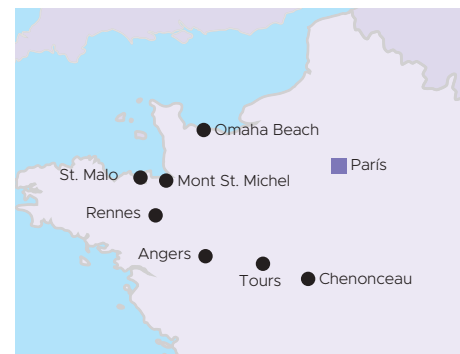 Omaha Beach
París
St. Malo
Mont St. Michel
Rennes
Angers
Tours
Chenonceau